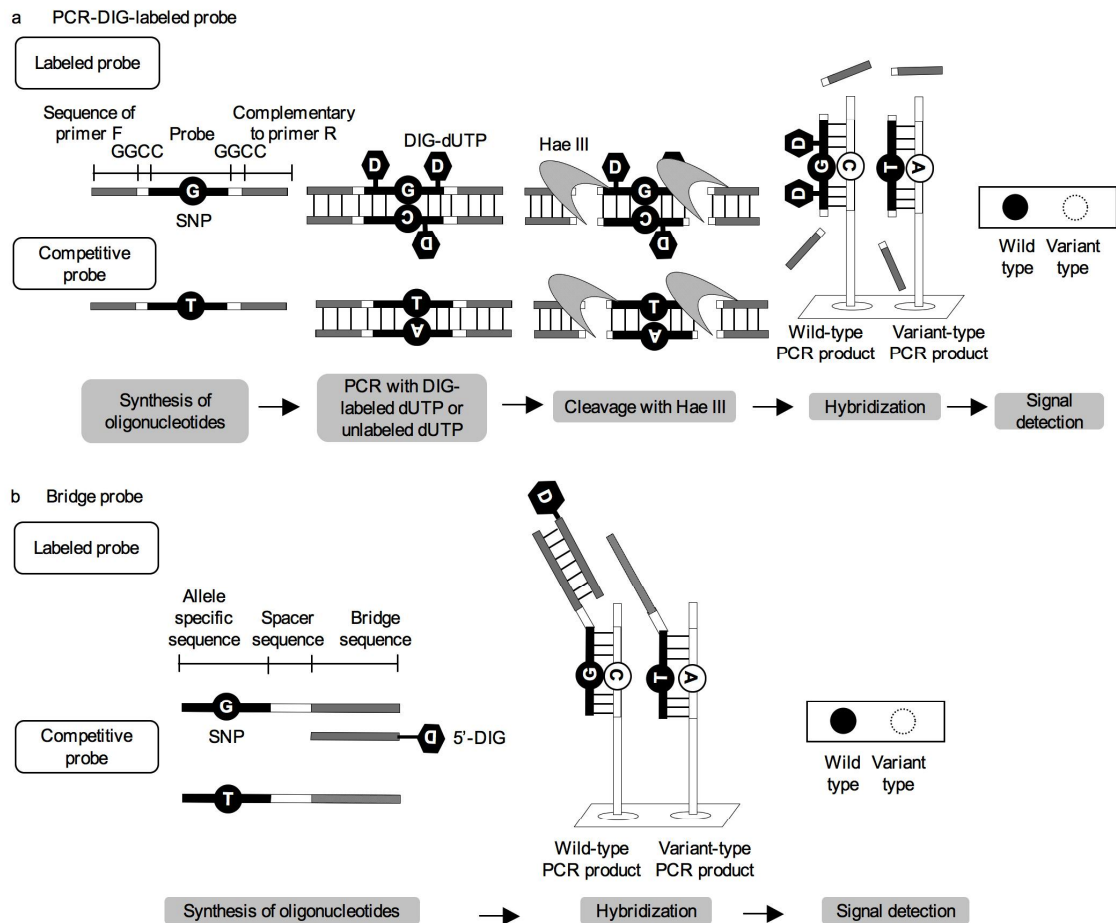 a PCR-DIG-labeled probe
Labeled probe
Sequence of
primer F
Probe
Complementary
to primer R
GGCC
GGCC
G
SNP
DIG-dUTP
D
D
G
C
D
Hae III
D
G
C
D
D
D
G
C
T
A
Wild
type
Variant
type
Competitive
probe
T
T
A
T
A
Wild-type
PCR product
Variant-type
PCR product
Synthesis of
oligonucleotides
PCR with DIG-
labeled dUTP or
unlabeled dUTP
Cleavage with Hae III
Hybridization
Signal
detection
b Bridge probe
Labeled probe
Allele
specific
sequence
Spacer
sequence
Bridge
sequence
G
SNP
Competitive
probe
D
5'-DIG
T
D
G
C
T
A
Wild
type
Variant
type
Wild-type
PCR product
Variant-type
PCR product
Synthesis of oligonucleotides
Hybridization
Signal detection